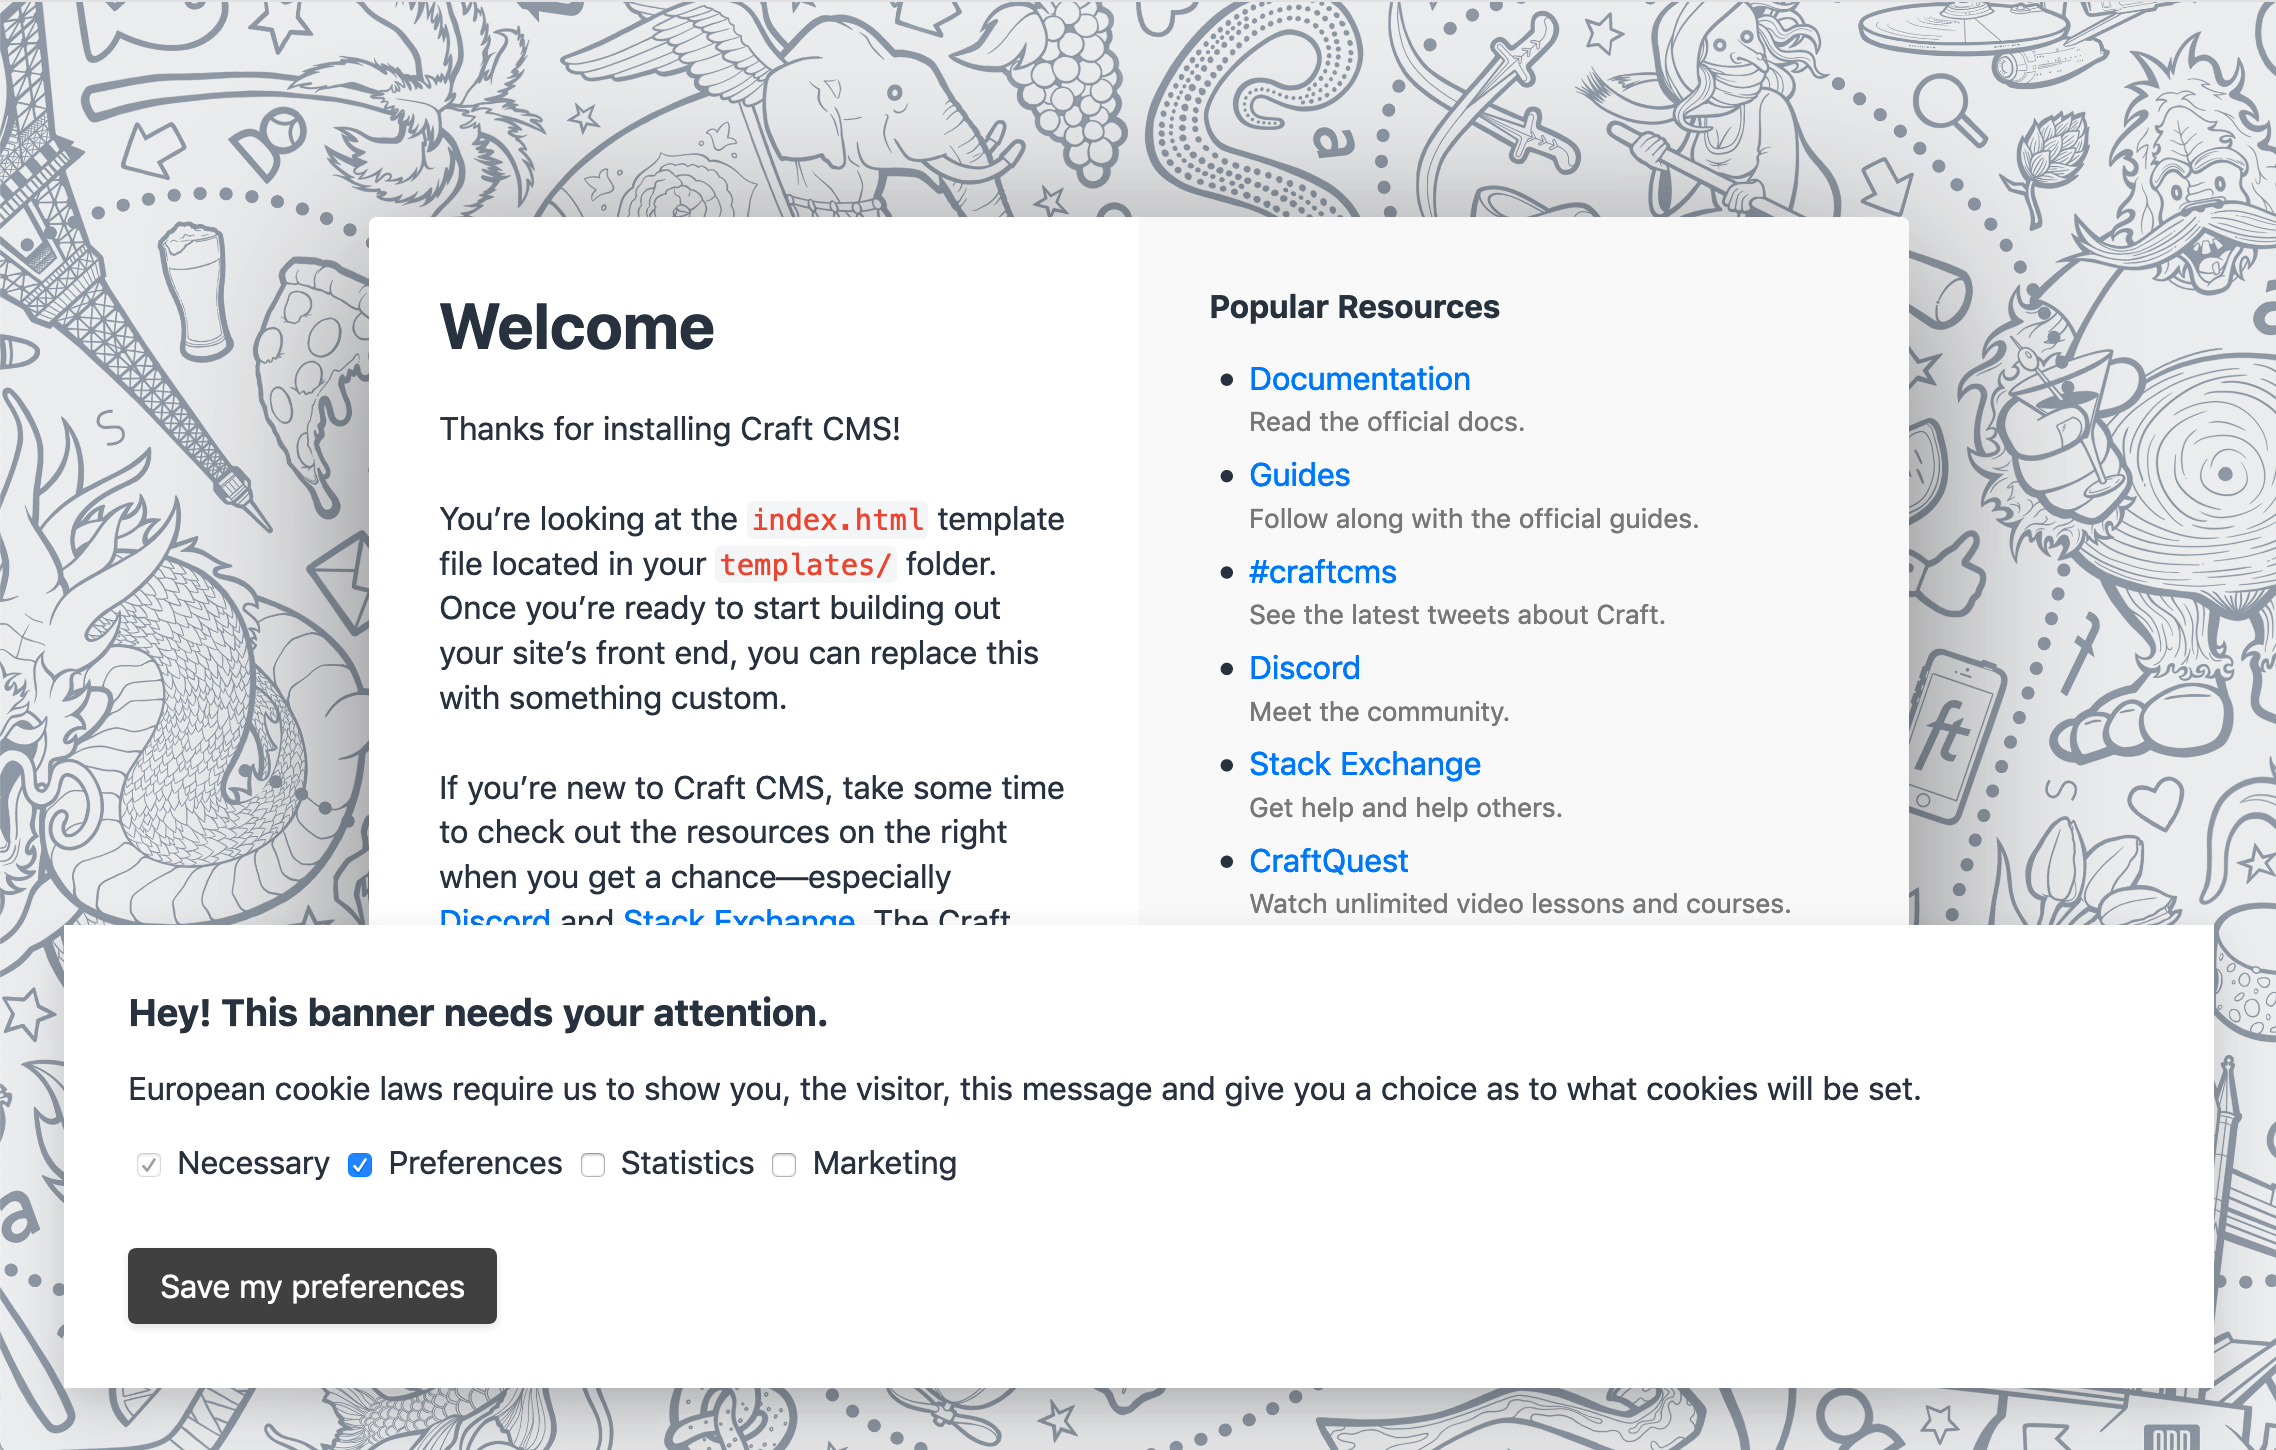 Welcome
Thanks for installing Craft CMS!
You’re looking at the index.html template
file located in your templates/ folder.
Once you’re ready to start building out
your site’s front end, you can replace this
with something custom.
If you’re new to Craft CMS, take some time
to check out the resources on the right
when you get a chance—especially
Discord and Stack Exchange. The Craft
Popular Resources
Documentation
Read the official docs.
Guides
Follow along with the official guides.
#craftcms
See the latest tweets about Craft.
Discord
Meet the community.
Stack Exchange
Get help and help others.
CraftQuest
Watch unlimited video lessons and courses.
Hey! This banner needs your attention.
European cookie laws require us to show you, the visitor, this message and give you a choice as to what cookies will be set.
Necessary Preferences Statistics Marketing
Save my preferences
a
a
a
S
S
f
ft